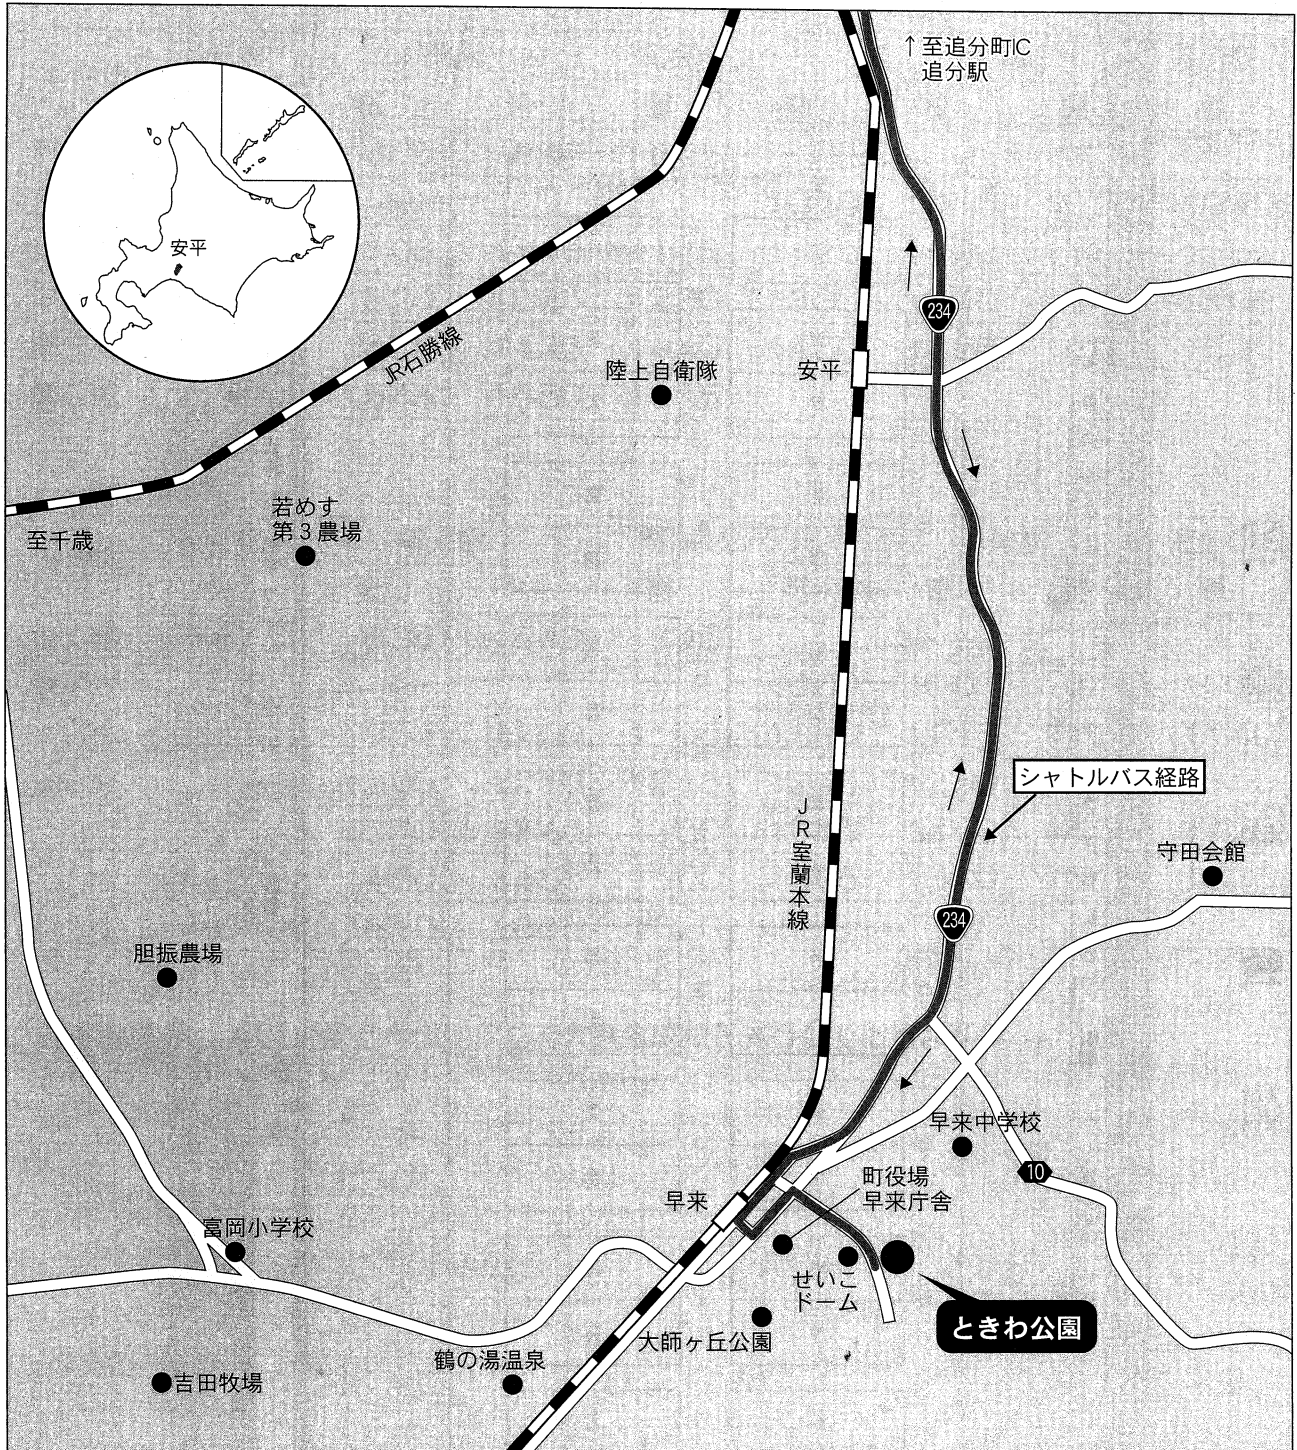 ↑至追分町IC
追分駅
安平
234
JR石勝線
陸上自衛隊
安平
若めす
第3農場
至千歳
シャトルバス経路
JR室蘭本線
守田会館
234
胆振農場
早来中学校
10
町役場
早来庁舎
早来
富岡小学校
せいこ
ドーム
ときわ公園
大師ヶ丘公園
鶴の湯温泉
吉田牧場